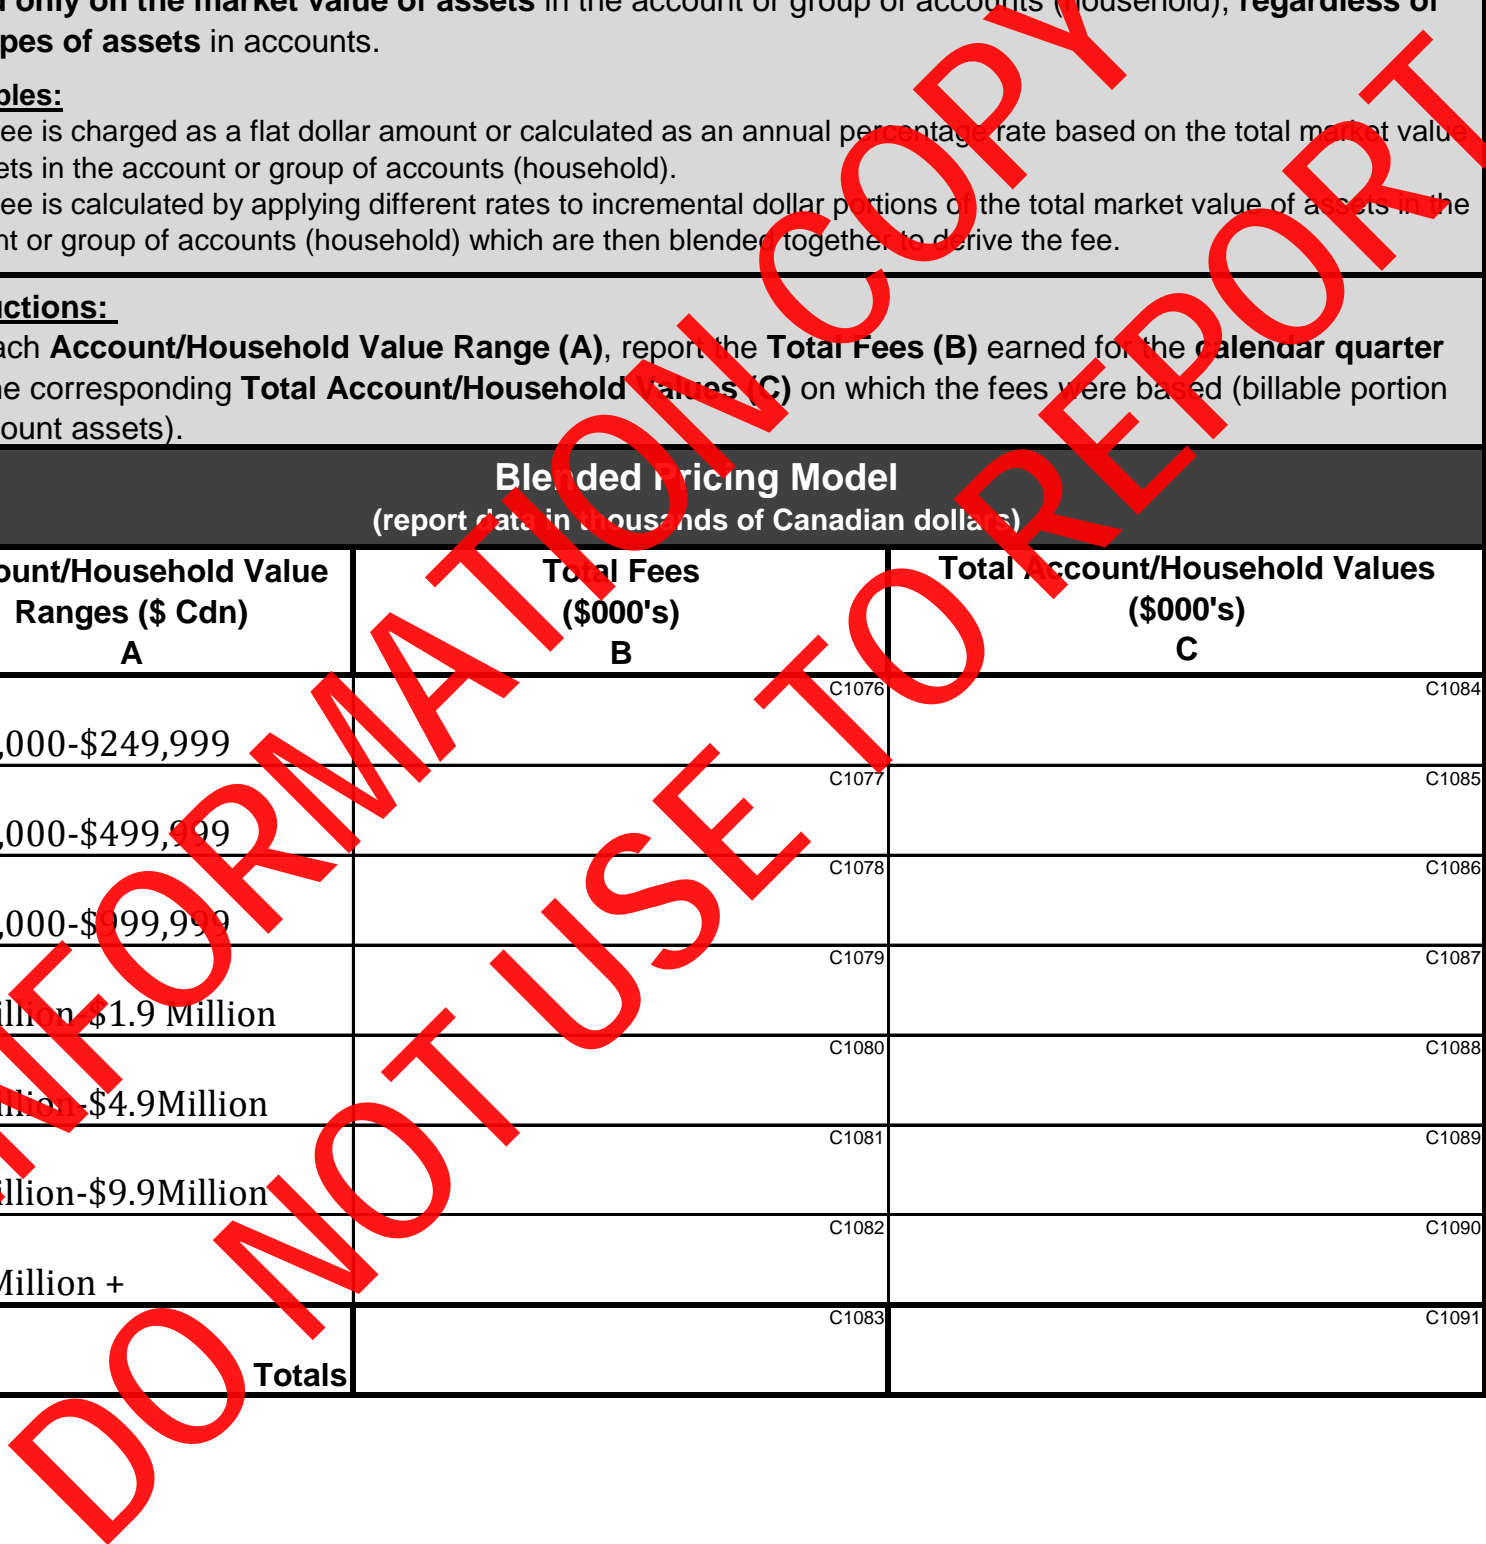 d only on the market value of assets in the account or group of accounts (household), regardless of
pes of assets in accounts.
ples:
ee is charged as a flat dollar amount or calculated as an annual percentage rate based on the total market value
ets in the account or group of accounts (household).
ee is calculated by applying different rates to incremental dollar portions of the total market value of assets in the
nt or group of accounts (household) which are then blended together to derive the fee.
uctions:
ach Account/Household Value Range (A), report the Total Fees (B) earned for the calendar quarter
ne corresponding Total Account/Household Values (C) on which the fees were based (billable portion
ount assets).
Blended Pricing Model
(report data in thousands of Canadian dollars)
ount/Household Value
Ranges ($ Cdn)
A
Total Fees
($000's)
B
Total Account/Household Values
($000's)
C
,000-$249,999
C1076
C1084
,000-$499,999
C1077
C1085
,000-$999,999
C1078
C1086
illion-$1.9 Million
C1079
C1087
illion-$4.9Million
C1080
C1088
illion-$9.9Million
C1081
C1089
Million +
C1082
C1090
Totals
C1083
C1091
NFORMATION COPY
DO NOT USE TO REPORT